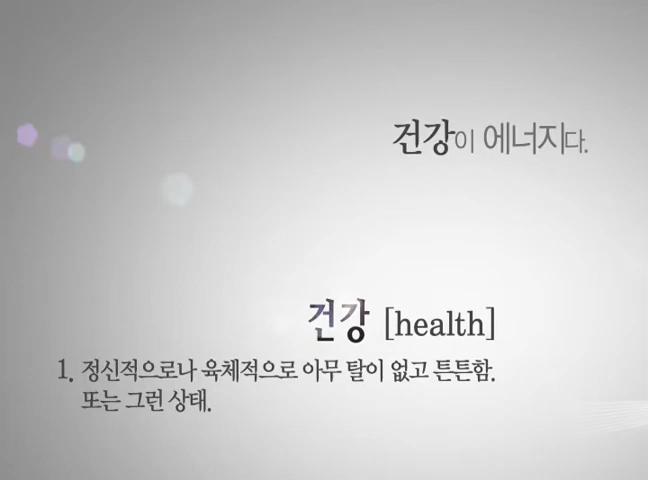 건강이 에너지다.
건강 [health]
1. 정신적으로나 육체적으로 아무 탈이 없고 튼튼함.
또는 그런 상태.